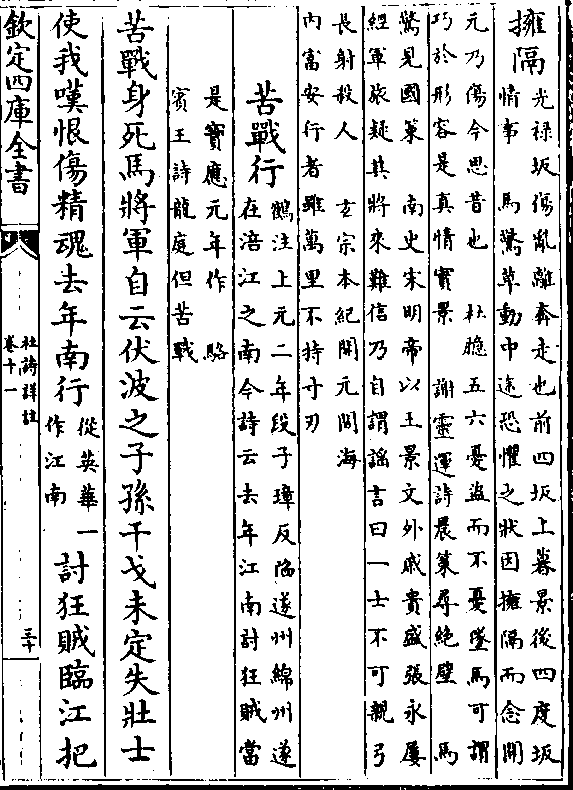 擁隔光禄坂傷亂離奔走也前四坂上暮景後四度坂
情事　馬驚草動中途恐懼之狀因擁隔而念開
元乃傷今思昔也　杜臆五六憂盜而不憂墜馬可謂
巧於形容是真情實景　謝靈運詩晨策尋絶壁　馬
驚見國策　南史宋明帝以王景文外戚貴盛張永屢
經軍旅疑其將來難信乃自謂謠言曰一士不可親弓
長射殺人　玄宗本紀開元間海
内富安行者雖萬里不持寸刃
苦戰行鶴注上元二年段子璋反陷遂州綿州遂
在涪江之南今詩云去年江南討狂賊當
是寶應元年作　駱
賓王詩龍庭但苦戰
苦戰身死馬將軍自云伏波之子孫干戈未定失壯士
使我嘆恨傷精魂去年南行從英華一作江南討狂賊臨江把
欽定四庫全書
杜詩詳註
卷十一
三十